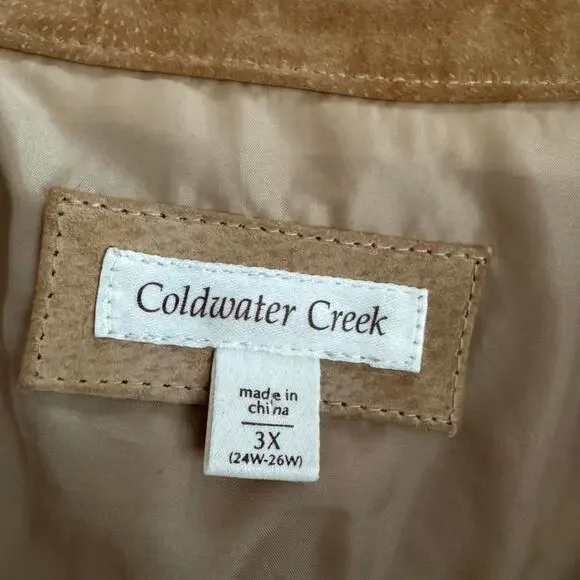 Coldwater Creek
made in
china
3X
(24W-26W)